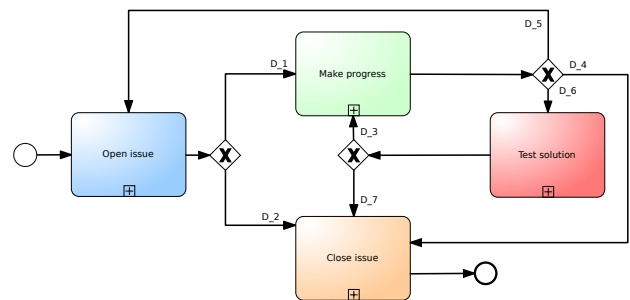 D_5
D_1
D_4
Make progress
D_6
D_3
Open issue
Test solution
D_7
D_2
Close issue